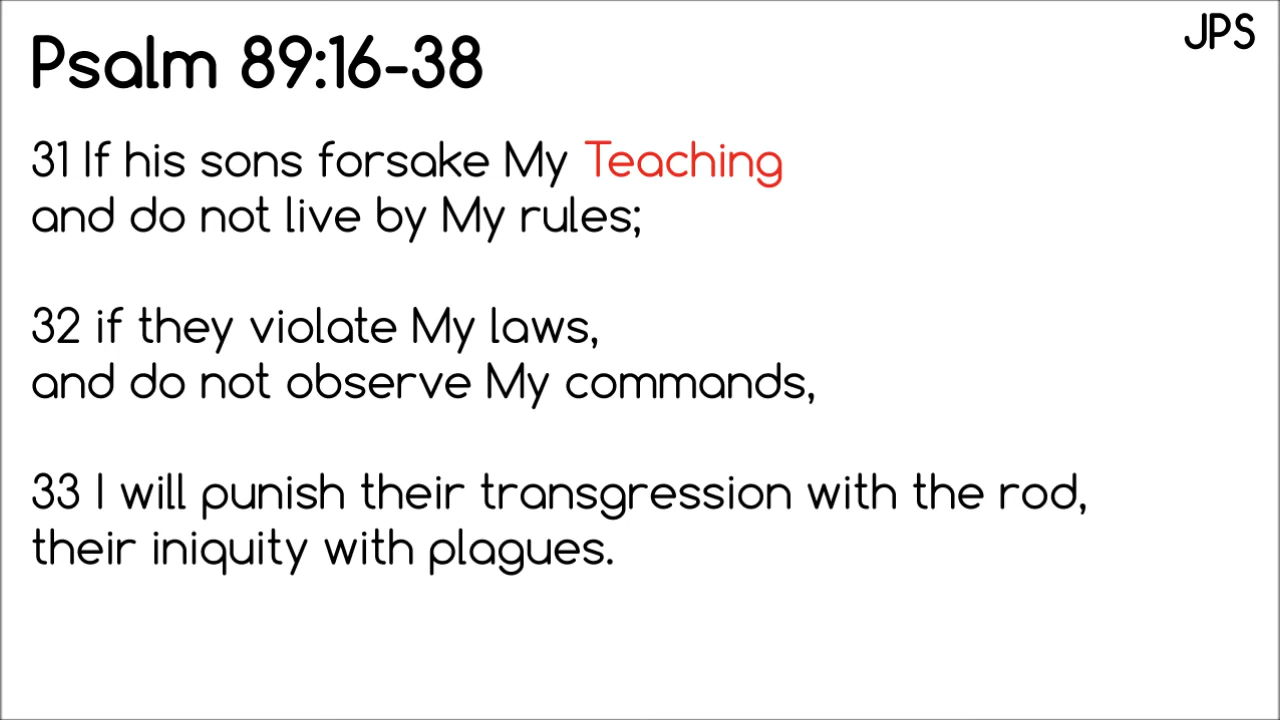 JPS
Psalm 89:16-38
31 If his sons forsake My Teaching
and do not live by My rules;
32 if they violate My laws,
and do not observe My commands,
33 I will punish their transgression with the rod,
their iniquity with plagues.